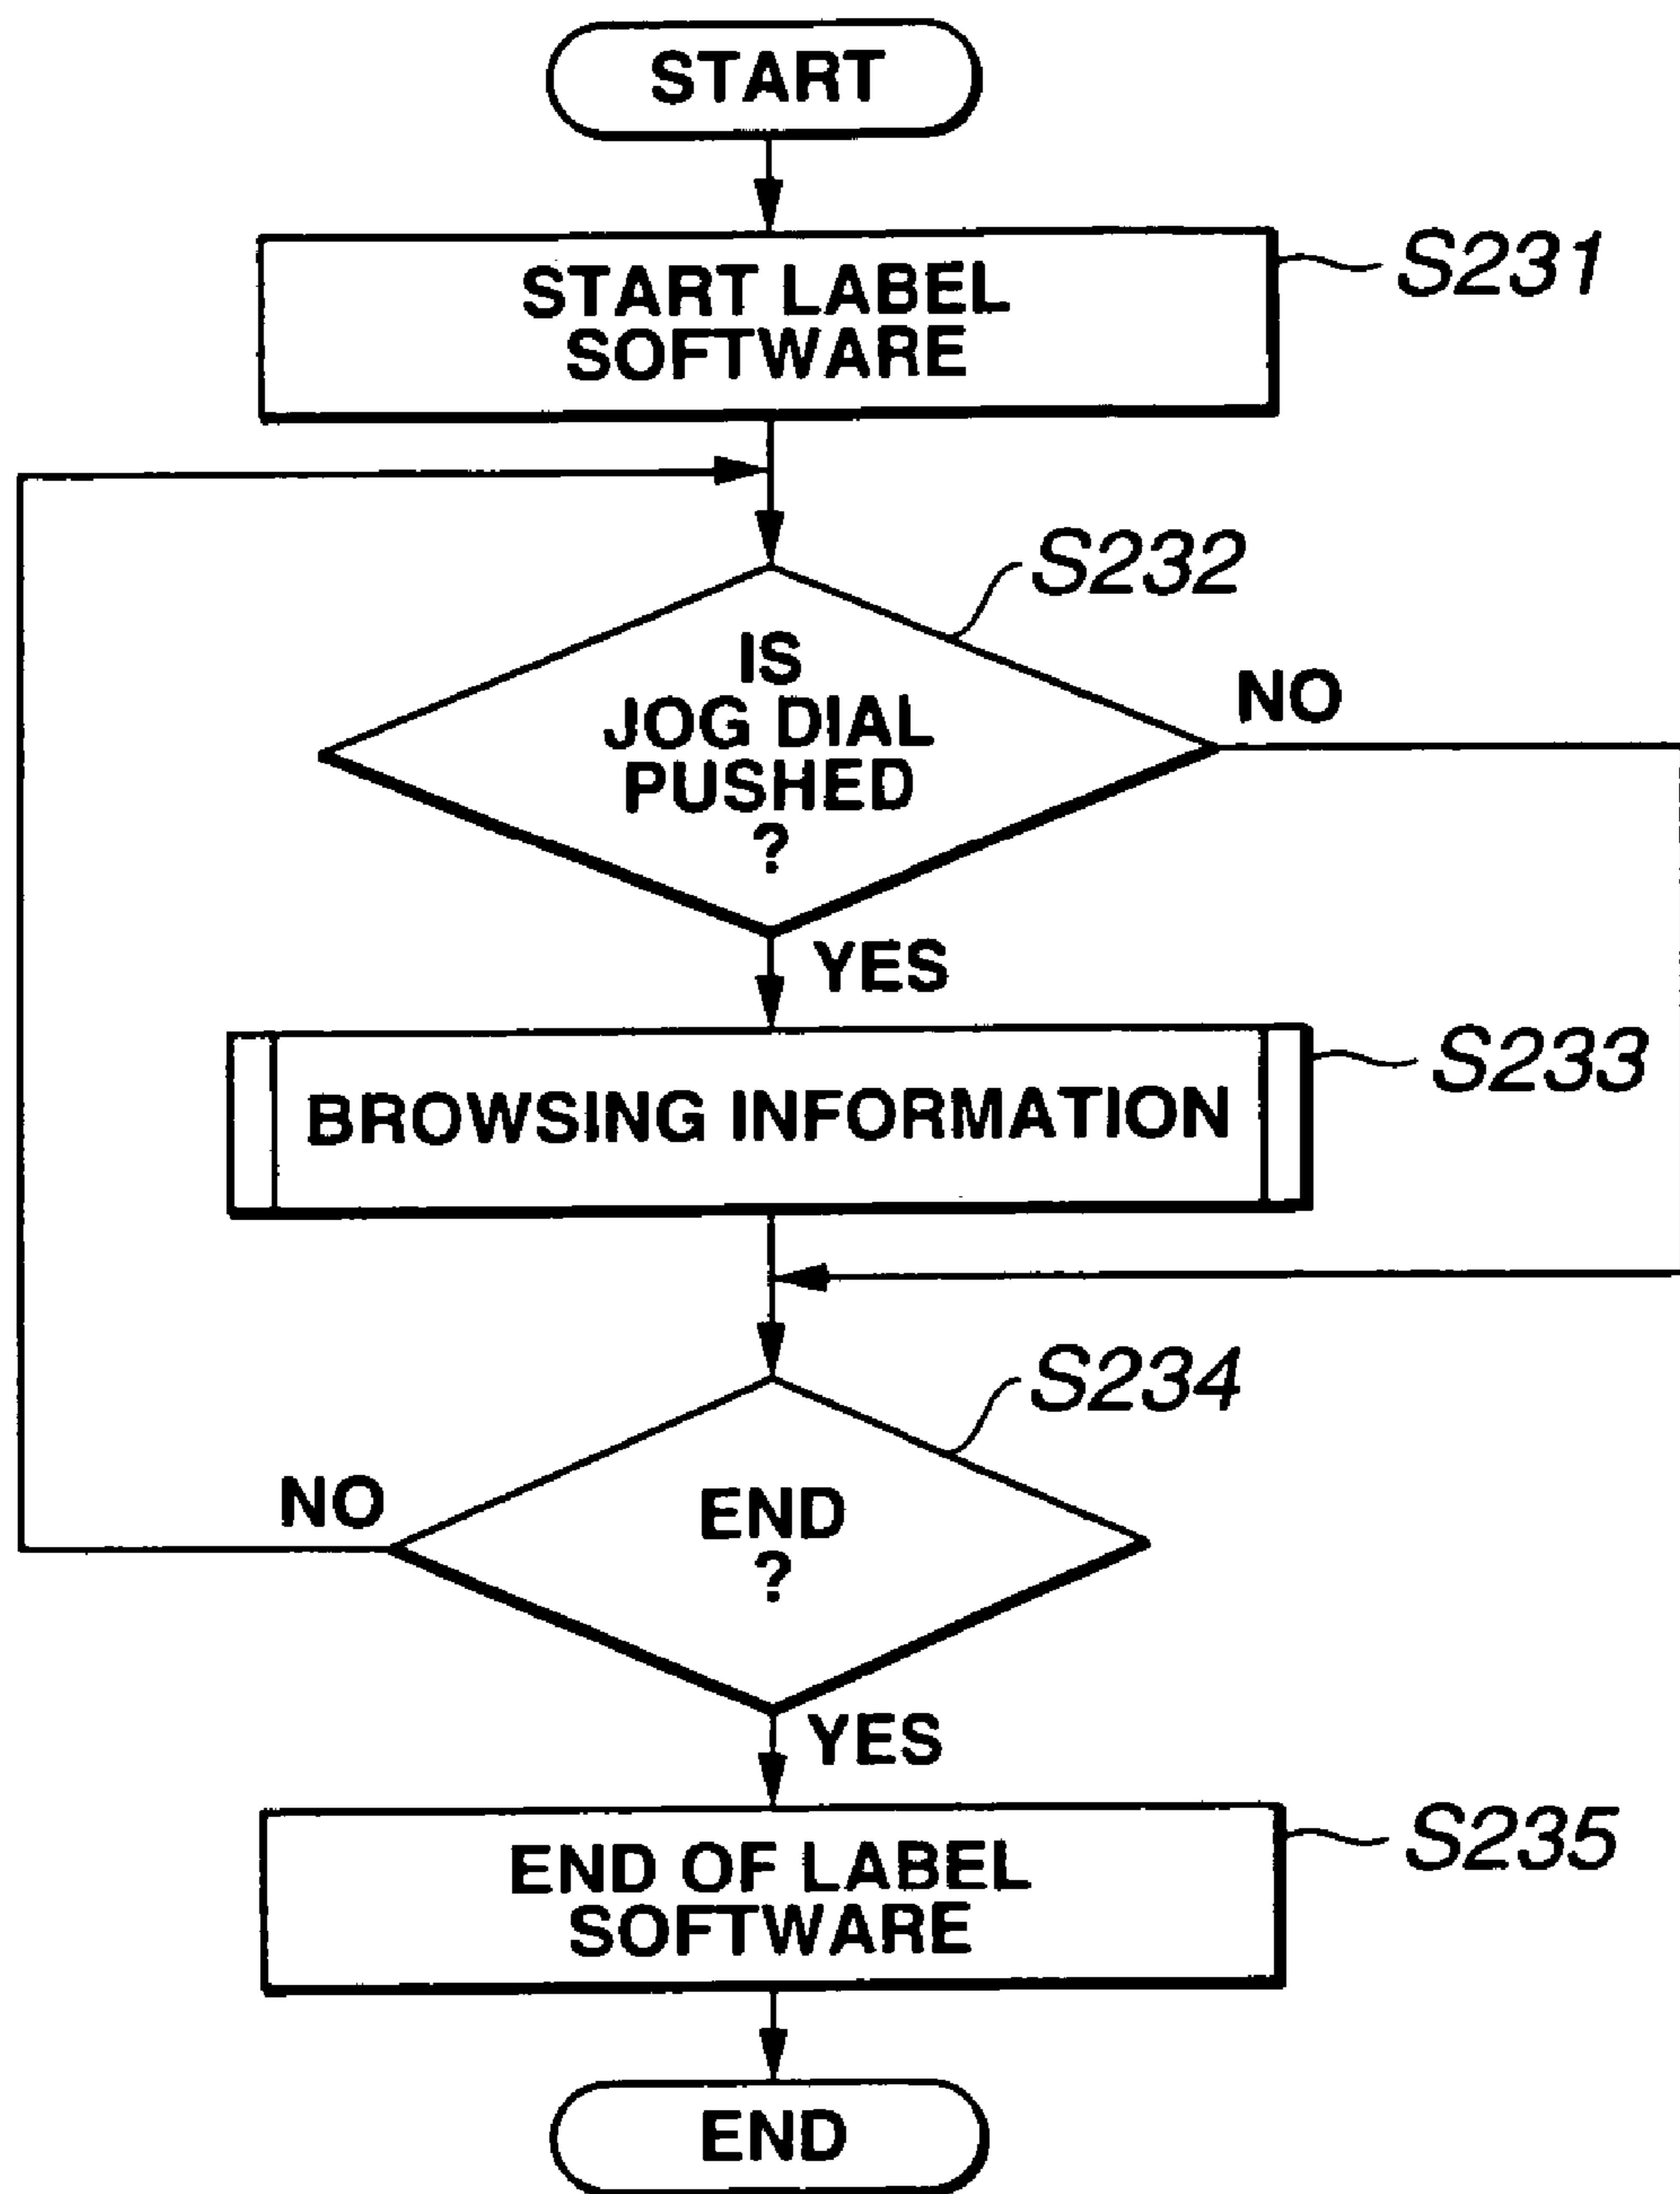 START
START LABEL
SOFTWARE
S231
S232
IS
JOG DIAL
PUSHED
?
NO
YES
BROWSING INFORMATION
S233
S234
END
?
NO
YES
END OF LABEL
SOFTWARE
S235
END